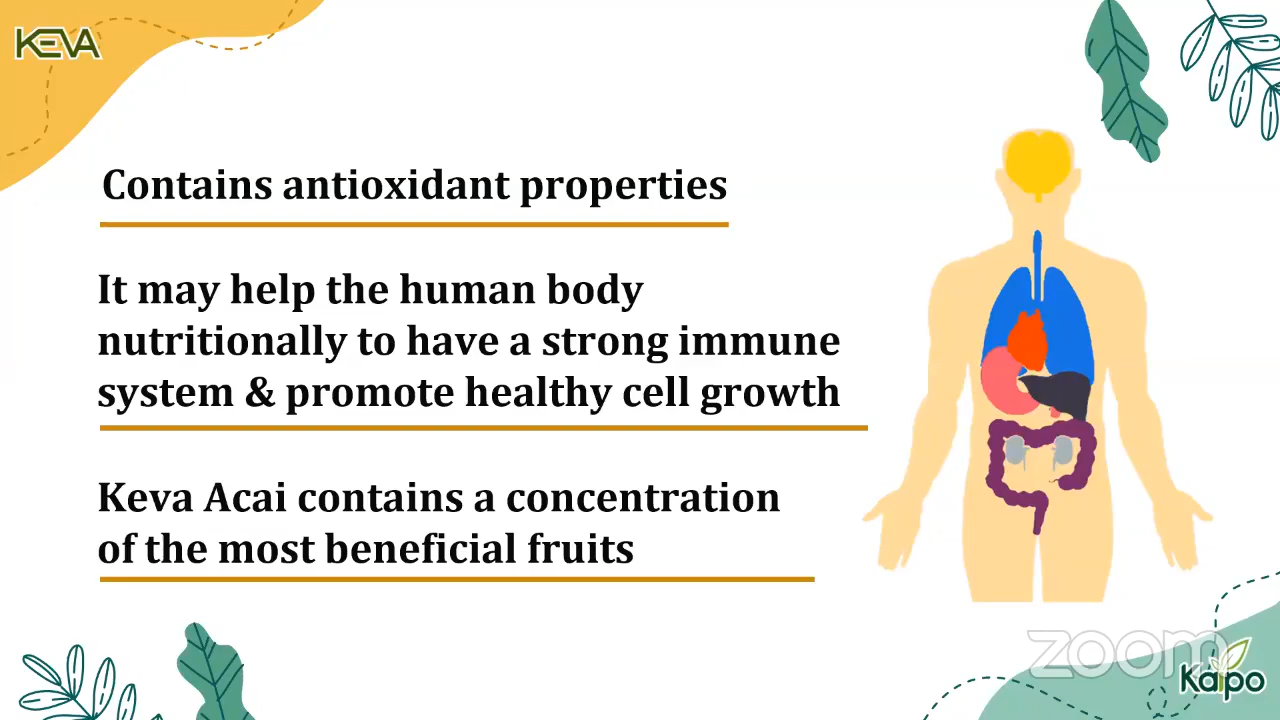 KEVA
Contains antioxidant properties
It may help the human body
nutritionally to have a strong immune
system & promote healthy cell growth
Keva Acai contains a concentration
of the most beneficial fruits
zoom
Kaipo